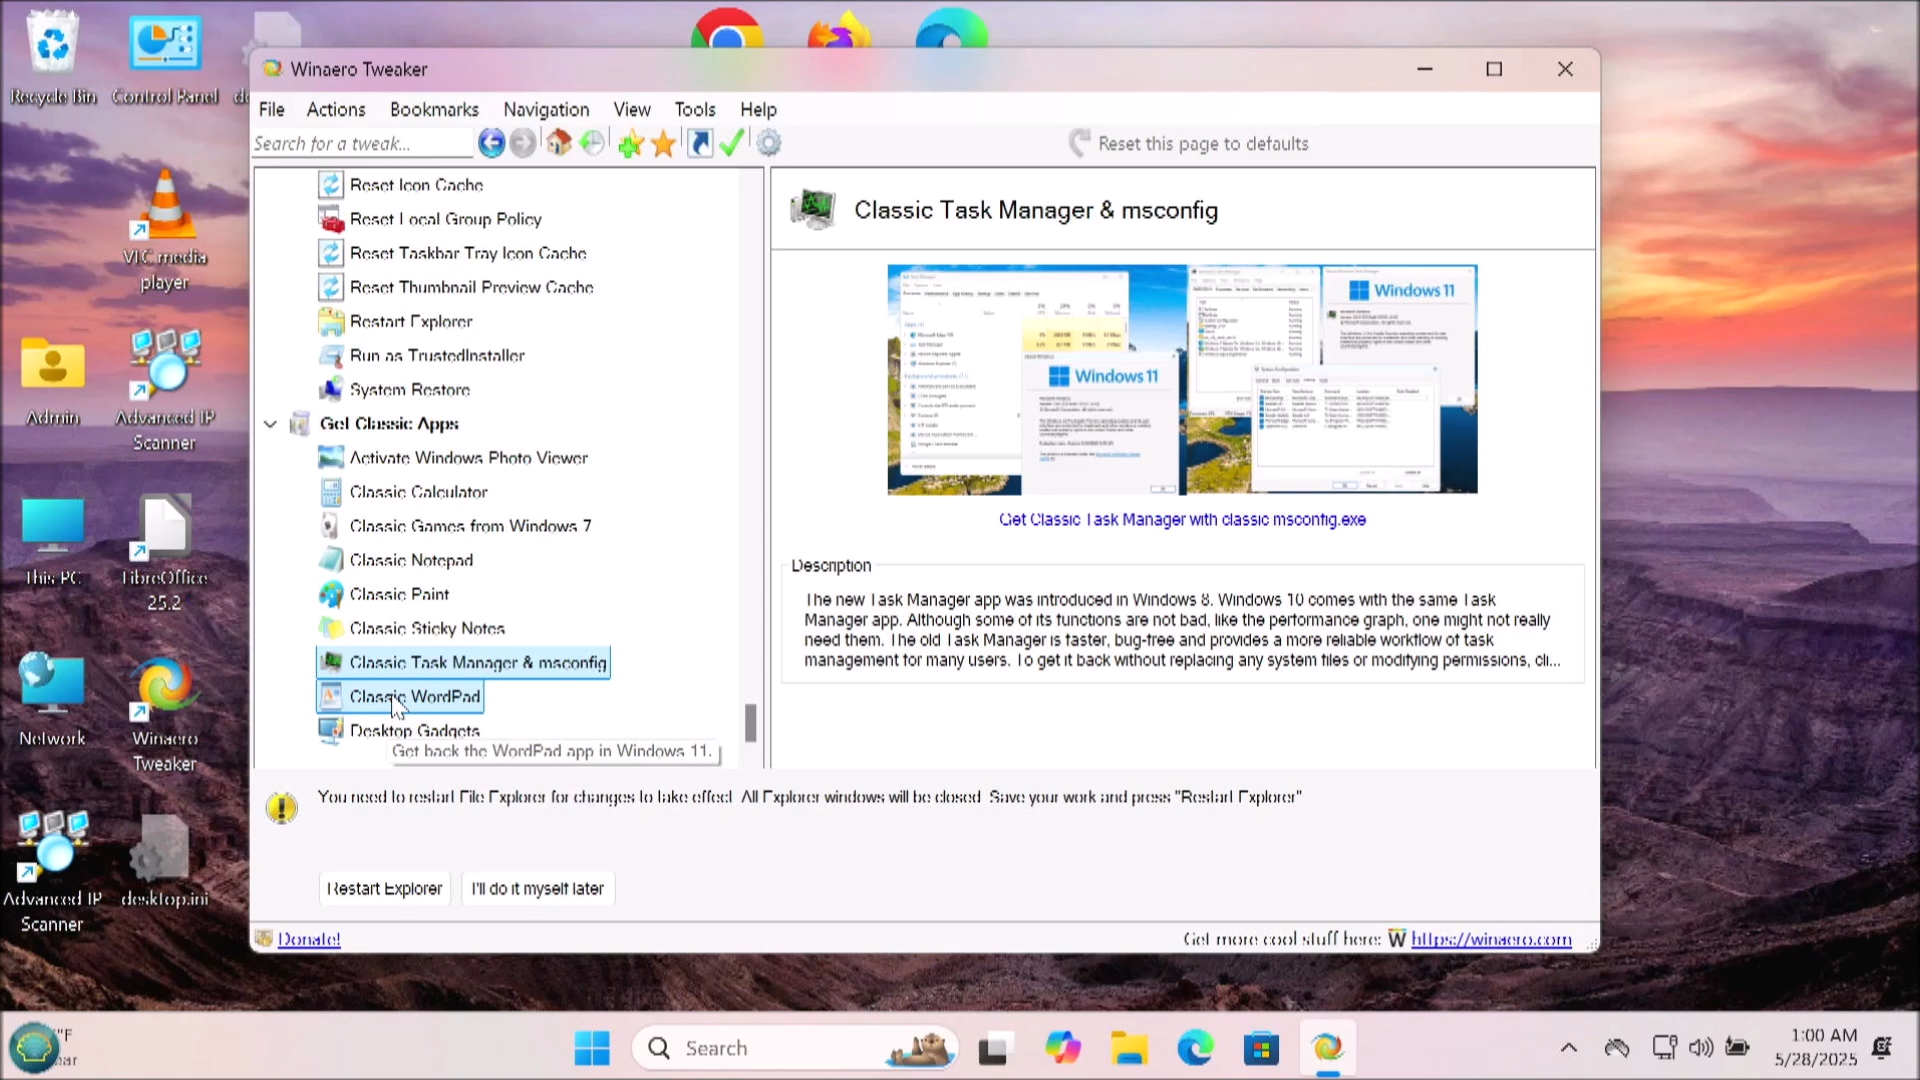 Recycle Bin
Control Panel
Winaero Tweaker
File Actions Bookmarks Navigation View Tools Help
Search for a tweak...
Reset this page to defaults
Reset Icon Cache
Reset Local Group Policy
Reset Taskbar Tray Icon Cache
Reset Thumbnail Preview Cache
Restart Explorer
Run as TrustedInstaller
System Restore
Get Classic Apps
Activate Windows Photo Viewer
Classic Calculator
Classic Games from Windows 7
Classic Notepad
Classic Paint
Classic Sticky Notes
Classic Task Manager & msconfig
Classic WordPad
Desktop Gadgets
Get back the WordPad app in Windows 11.
Classic Task Manager & msconfig
Windows 11
Windows 11
Get Classic Task Manager with classic msconfig.exe
Description
The new Task Manager app was introduced in Windows 8. Windows 10 comes with the same Task
Manager app. Although some of its functions are not bad, like the performance graph, one might not really
need them. The old Task Manager is faster, bug-free and provides a more reliable workflow of task
management for many users. To get it back without replacing any system files or modifying permissions, cli...
You need to restart File Explorer for changes to take effect. All Explorer windows will be closed. Save your work and press "Restart Explorer"
Restart Explorer
I'll do it myself later
Donate!
Get more cool stuff here: W https://winaero.com
VLC media
player
Admin
Advanced IP
Scanner
This PC
LibreOffice
25.2
Network
Winaero
Tweaker
Advanced IP
Scanner
desktop.ini
Search
1:00 AM
5/28/2025